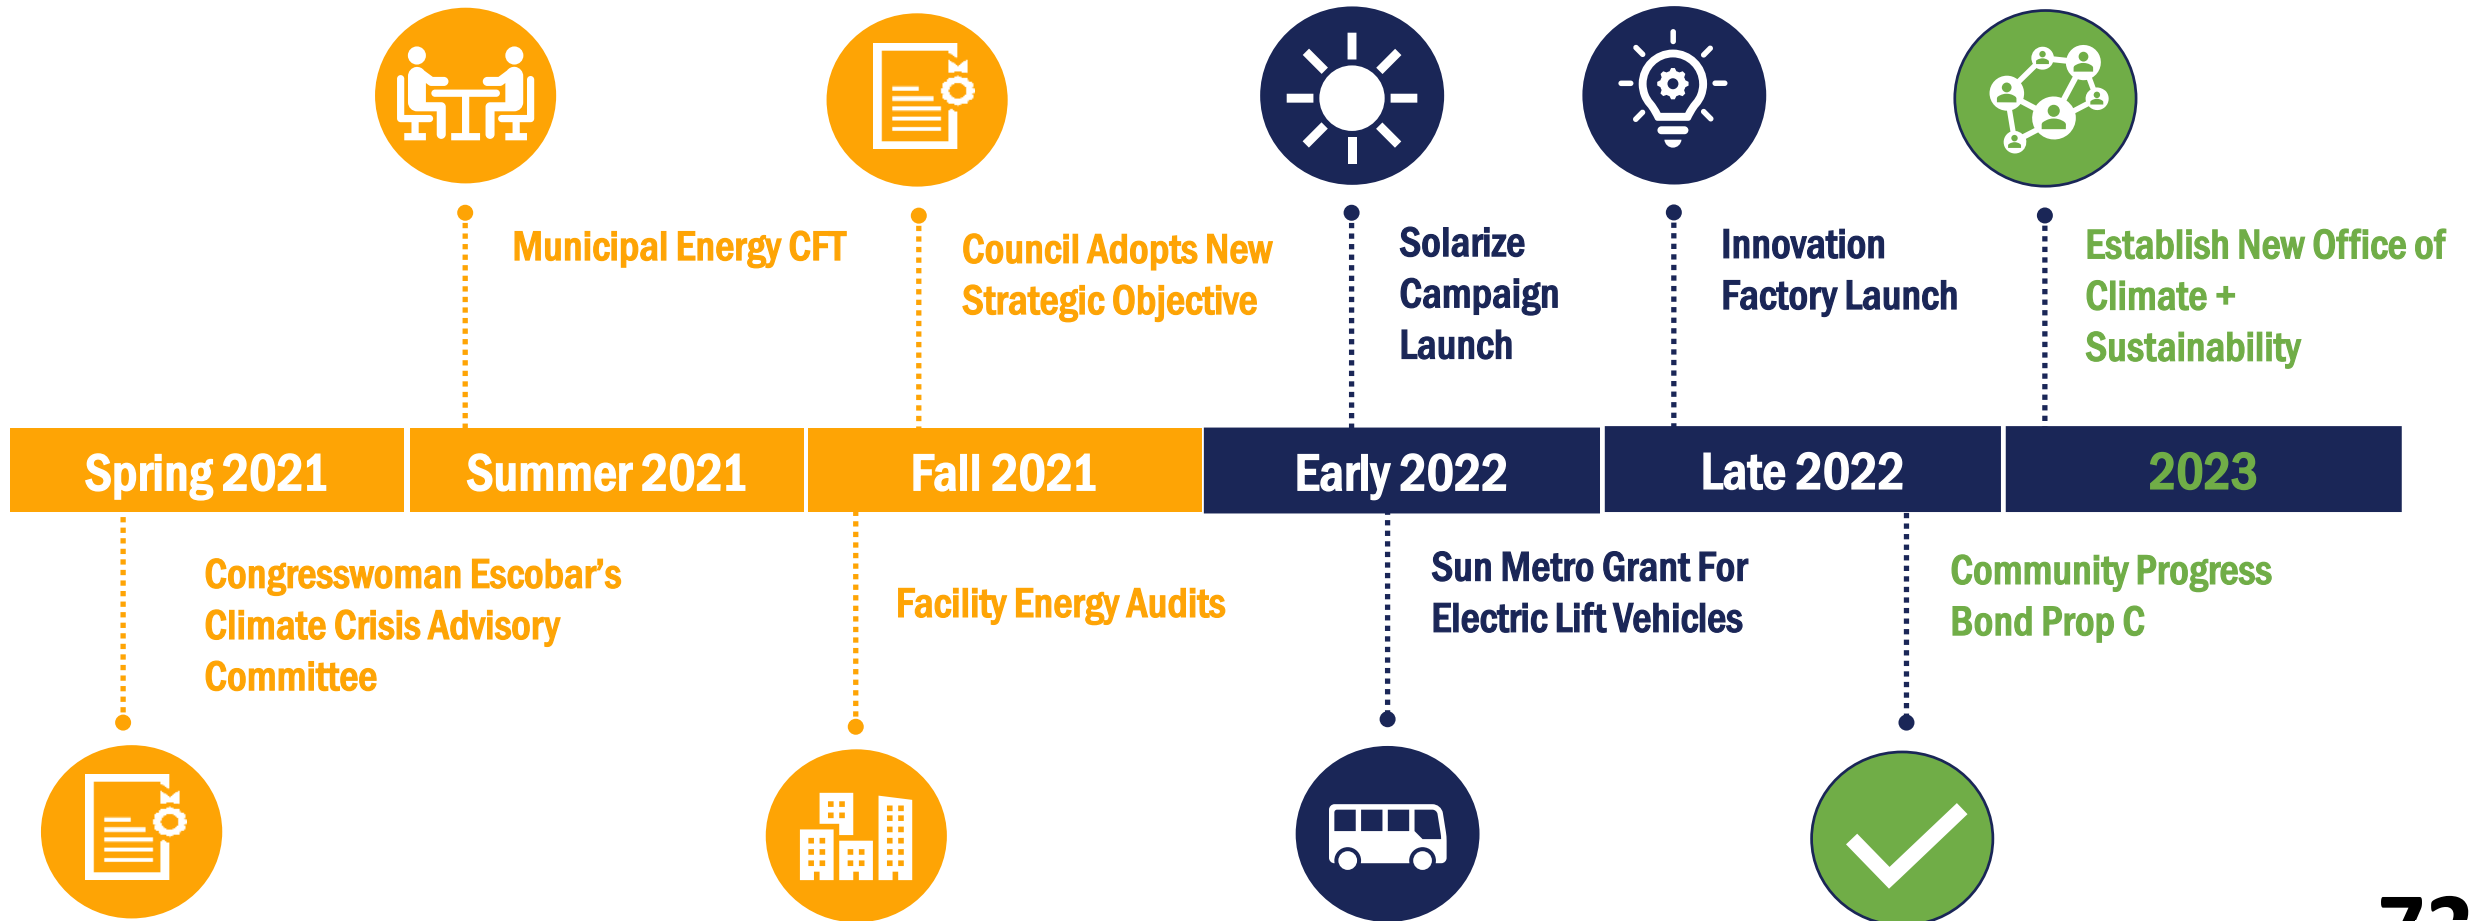 Municipal Energy CFT
Council Adopts New
Strategic Objective
Solarize
Campaign
Launch
Innovation
Factory Launch
Establish New Office of
Climate +
Sustainability
Spring 2021
Summer 2021
Fall 2021
Early 2022
Late 2022
2023
Congresswoman Escobar’s
Climate Crisis Advisory
Committee
Facility Energy Audits
Sun Metro Grant For
Electric Lift Vehicles
Community Progress
Bond Prop C